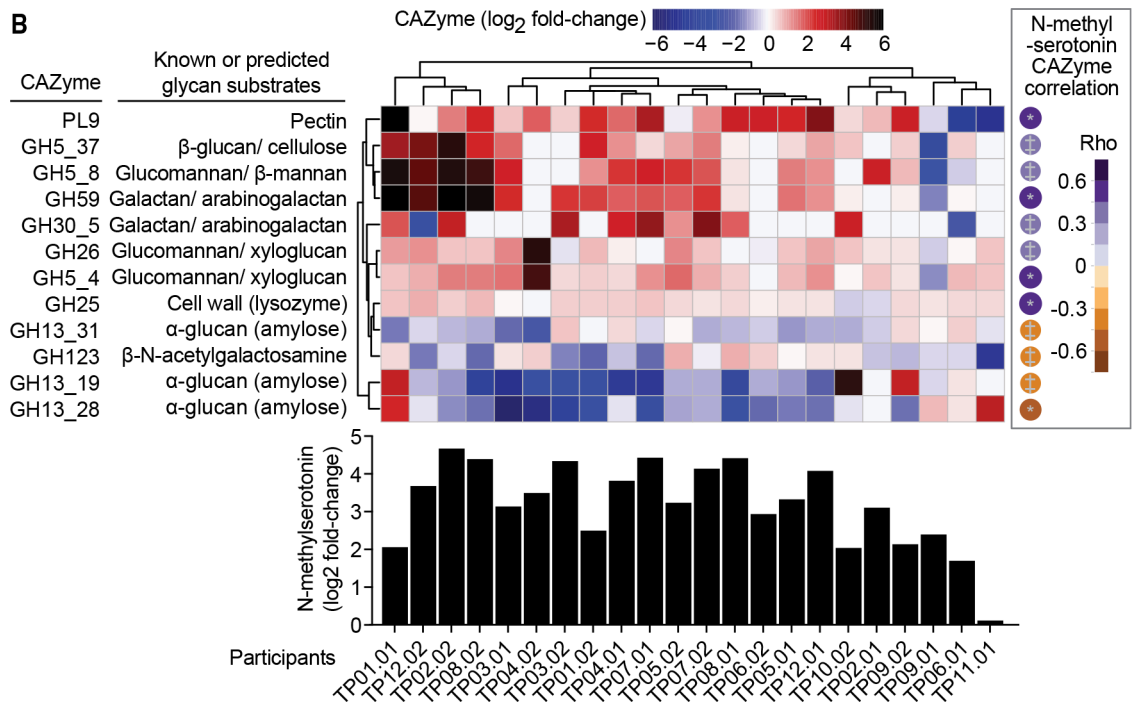 B
CAZyme (log2 fold-change)
−6 −4 −2 0 2 4 6
CAZyme
Known or predicted
glycan substrates
N-methyl
-serotonin
CAZyme
correlation
PL9 Pectin *
GH5_37 β-glucan/ cellulose ‡
GH5_8 Glucomannan/ β-mannan ‡
GH59 Galactan/ arabinogalactan *
GH30_5 Galactan/ arabinogalactan ‡
GH26 Glucomannan/ xyloglucan ‡
GH5_4 Glucomannan/ xyloglucan *
GH25 Cell wall (lysozyme) *
GH13_31 α-glucan (amylose) ‡
GH123 β-N-acetylgalactosamine ‡
GH13_19 α-glucan (amylose) ‡
GH13_28 α-glucan (amylose) *
Rho
0.6
0.3
0
-0.3
-0.6
N-methylserotonin
(log2 fold-change)
5
4
3
2
1
0
Participants
TP01.01 TP12.02 TP02.02 TP08.02 TP03.01 TP04.02 TP03.02 TP01.02 TP04.01 TP07.01 TP05.02 TP07.02 TP08.01 TP06.02 TP05.01 TP12.01 TP10.02 TP02.01 TP09.02 TP09.01 TP06.01 TP11.01